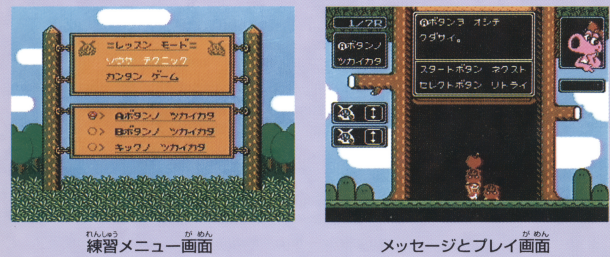 =レッスン モード=
ソウサ テクニック
カンタン ゲーム
Aボタンノ ツカイカタ
Bボタンノ ツカイカタ
キックノ ツカイカタ
れんしゅう がめん
練習メニュー画面
1/7R
Aボタンノ
ツカイカタ
Aボタンヲ オシテ
クダサイ。
スタートボタン ネクスト
セレクトボタン リトライ
がめん
メッセージとプレイ画面